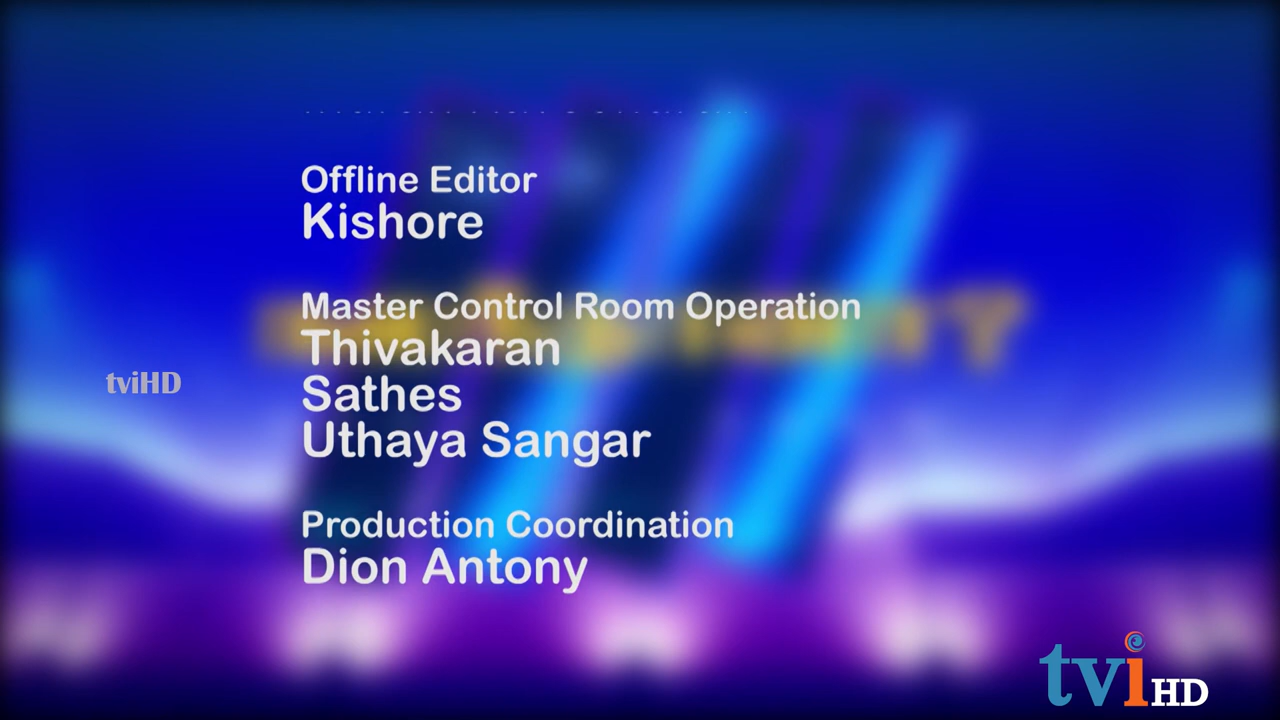 Offline Editor
Kishore
Master Control Room Operation
Thivakaran
tviHD
Sathes
Uthaya Sangar
Production Coordination
Dion Antony
tvi HD